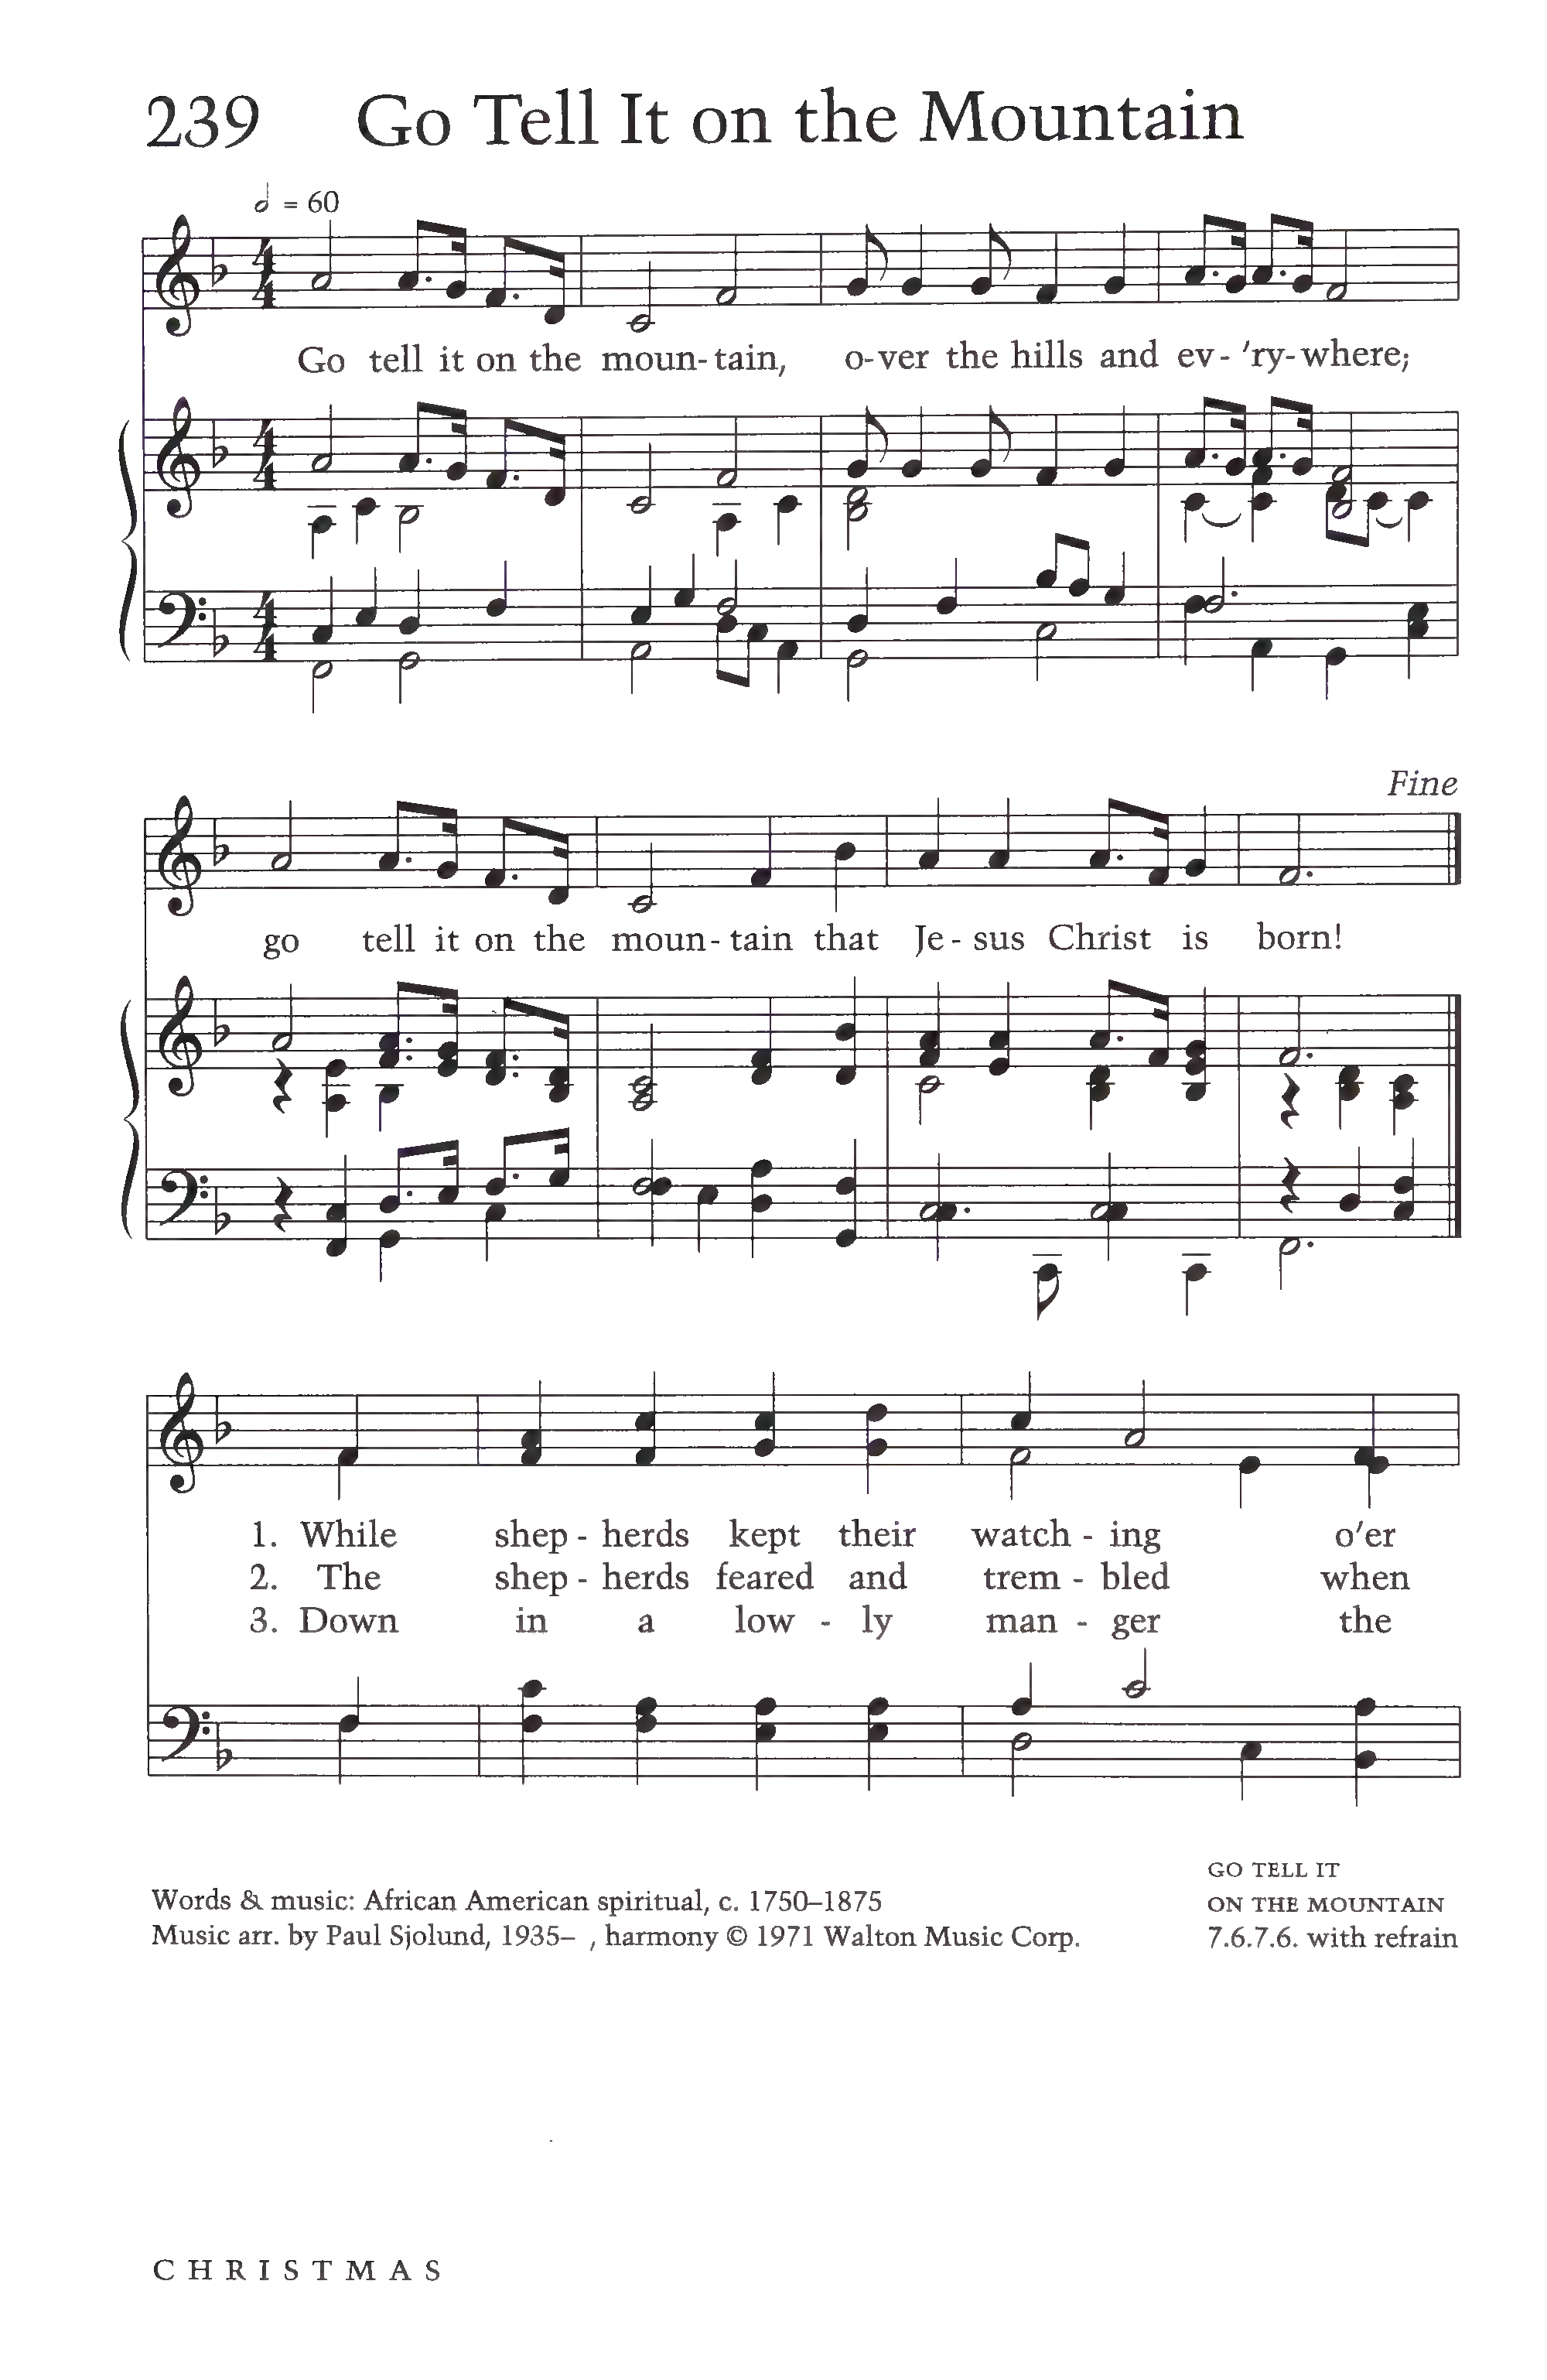 239 Go Tell It on the Mountain
𝅗𝅥 = 60
Go tell it on the moun-tain, o-ver the hills and ev-'ry-where;
Fine
go tell it on the moun-tain that Je-sus Christ is born!
1. While shep-herds kept their watch-ing o'er
2. The shep-herds feared and trem-bled when
3. Down in a low-ly man-ger the
Words & music: African American spiritual, c. 1750–1875
Music arr. by Paul Sjolund, 1935– , harmony © 1971 Walton Music Corp.
GO TELL IT
ON THE MOUNTAIN
7.6.7.6. with refrain
CHRISTMAS